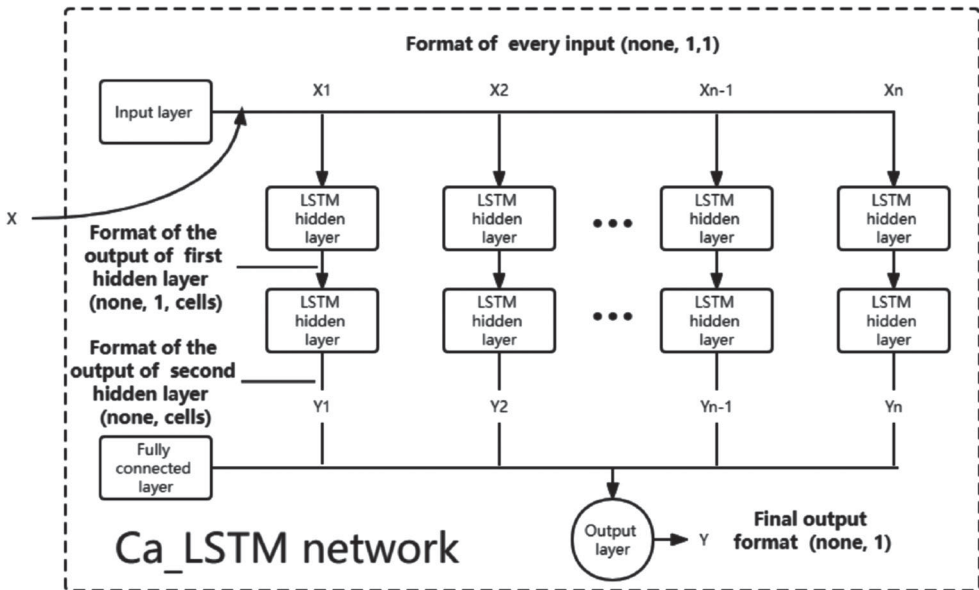 Format of every input (none, 1,1)
Input layer
X1
X2
Xn-1
Xn
X
LSTM
hidden
layer
LSTM
hidden
layer
•••
LSTM
hidden
layer
LSTM
hidden
layer
Format of the
output of first
hidden layer
(none, 1, cells)
LSTM
hidden
layer
LSTM
hidden
layer
•••
LSTM
hidden
layer
LSTM
hidden
layer
Format of the
output of second
hidden layer
(none, cells)
Y1
Y2
Yn-1
Yn
Fully
connected
layer
Output
layer
Y
Final output
format (none, 1)
Ca_LSTM network